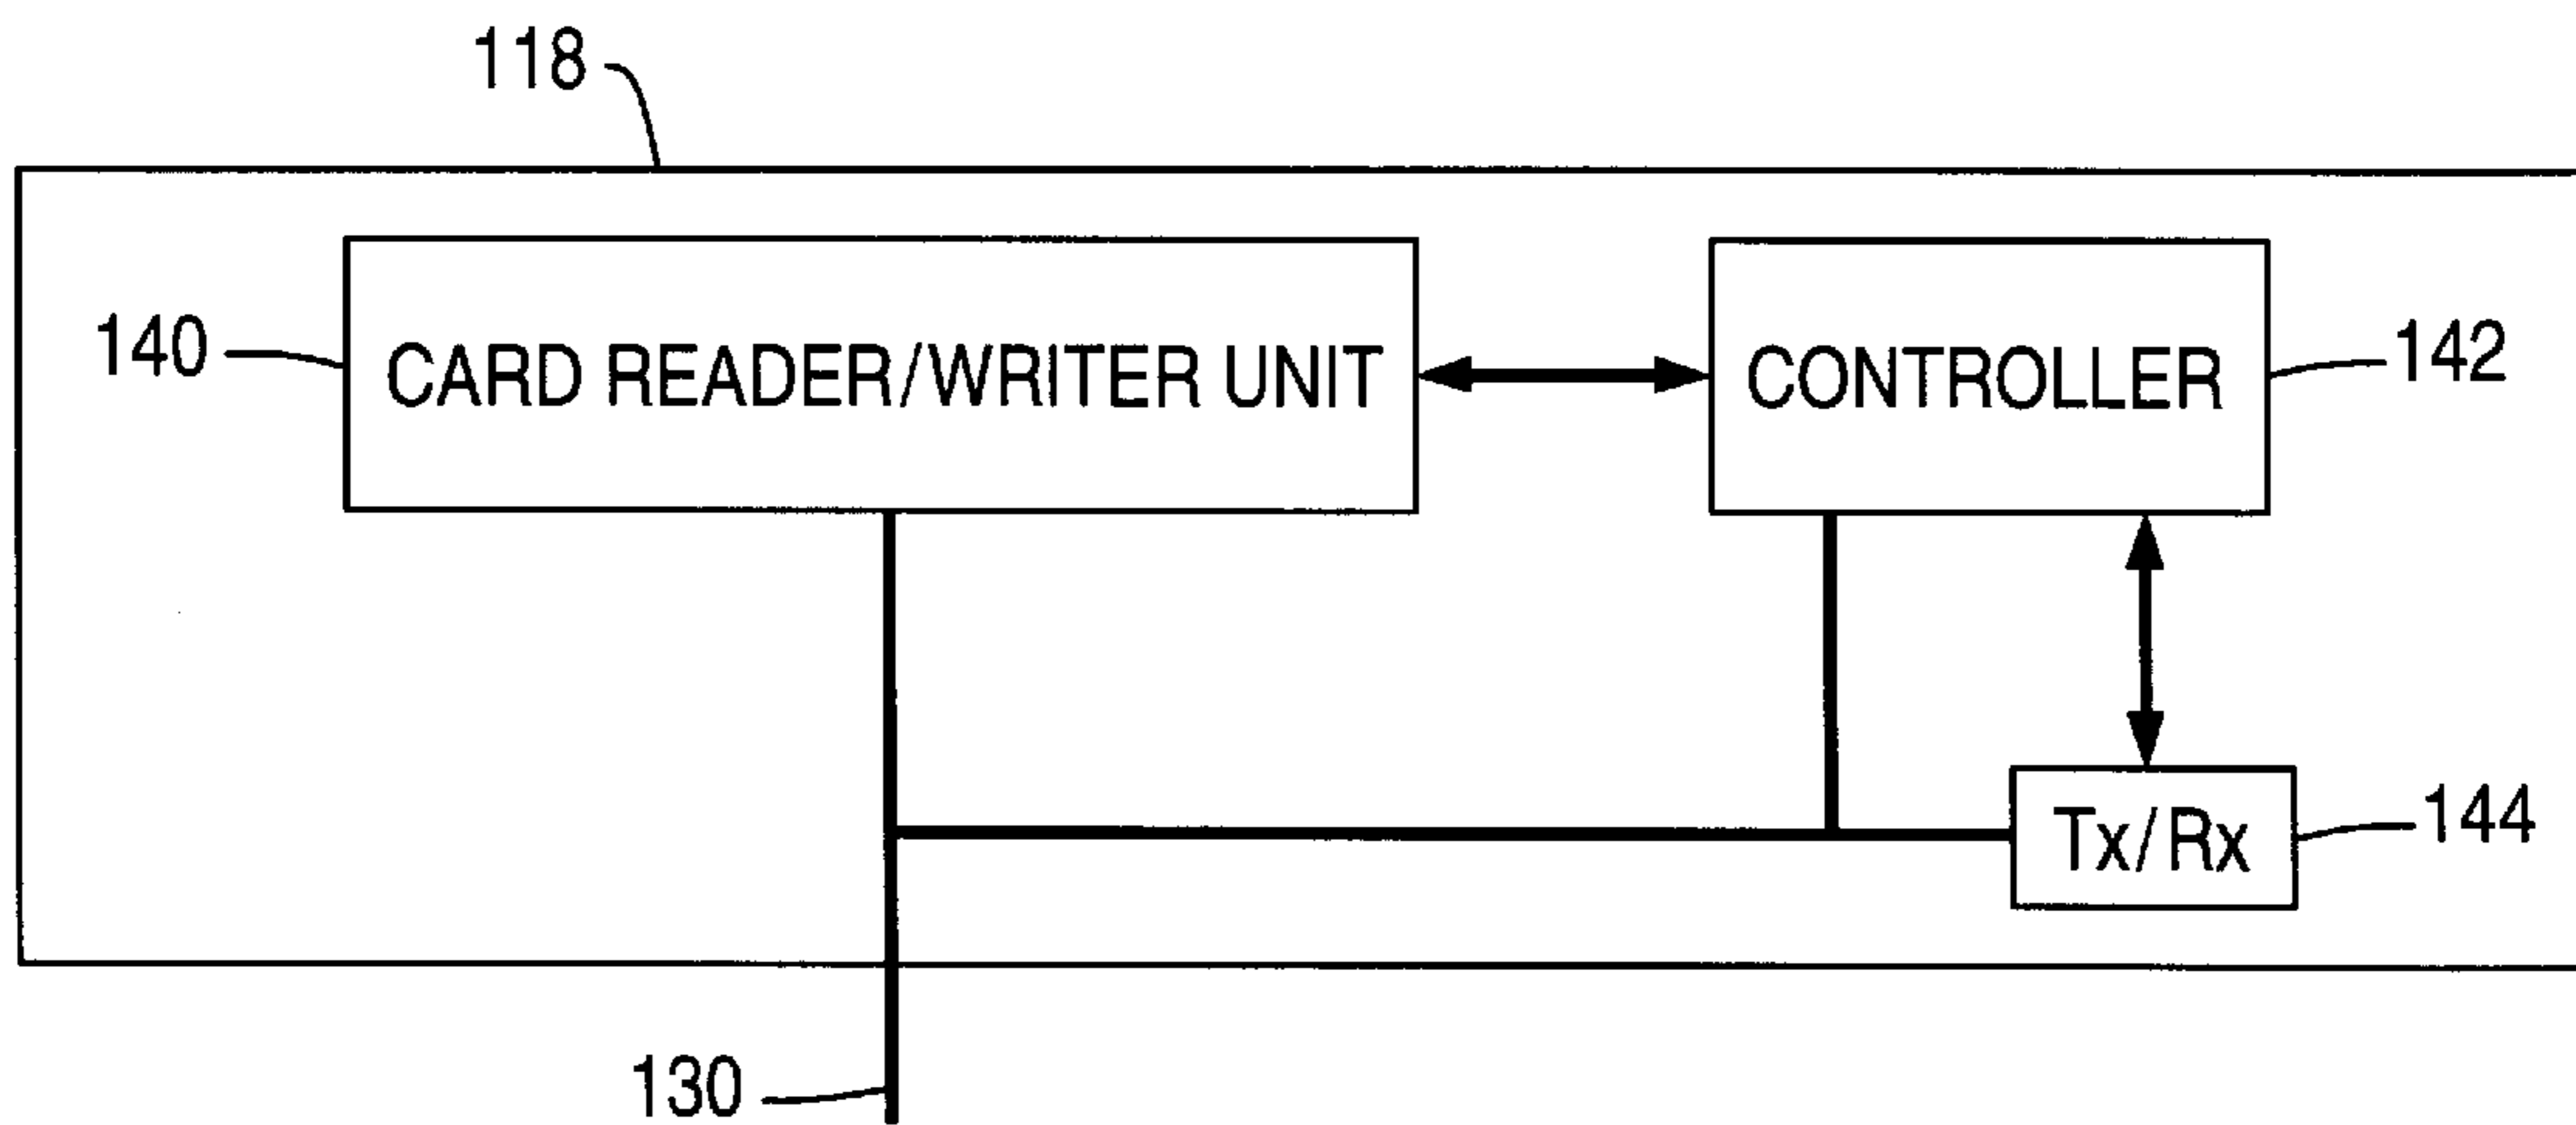 118
140
CARD READER/WRITER UNIT
CONTROLLER
142
Tx/Rx
144
130